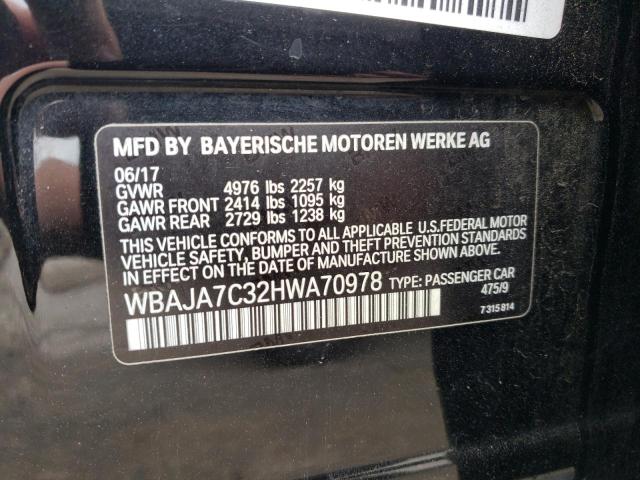 MFD BY BAYERISCHE MOTOREN WERKE AG
06/17
GVWR 4976 lbs 2257 kg
GAWR FRONT 2414 lbs 1095 kg
GAWR REAR 2729 lbs 1238 kg
THIS VEHICLE CONFORMS TO ALL APPLICABLE U.S.FEDERAL MOTOR
VEHICLE SAFETY, BUMPER AND THEFT PREVENTION STANDARDS
IN EFFECT ON THE DATE OF MANUFACTURE SHOWN ABOVE.
WBAJA7C32HWA70978 TYPE: PASSENGER CAR
475/9
7315814